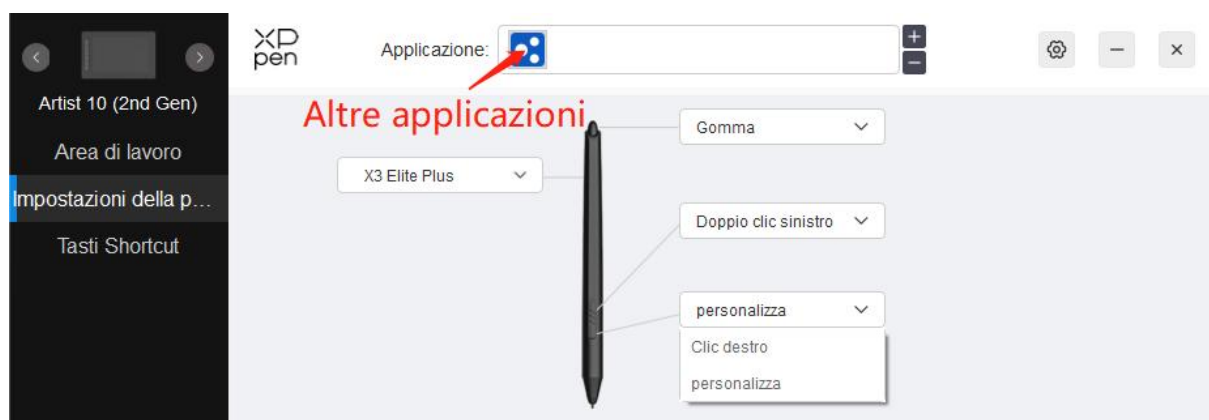 XP
pen
Applicazione:
Altre applicazioni
Artist 10 (2nd Gen)
Area di lavoro
Impostazioni della p...
Tasti Shortcut
X3 Elite Plus
Gomma
Doppio clic sinistro
personalizza
Clic destro
personalizza